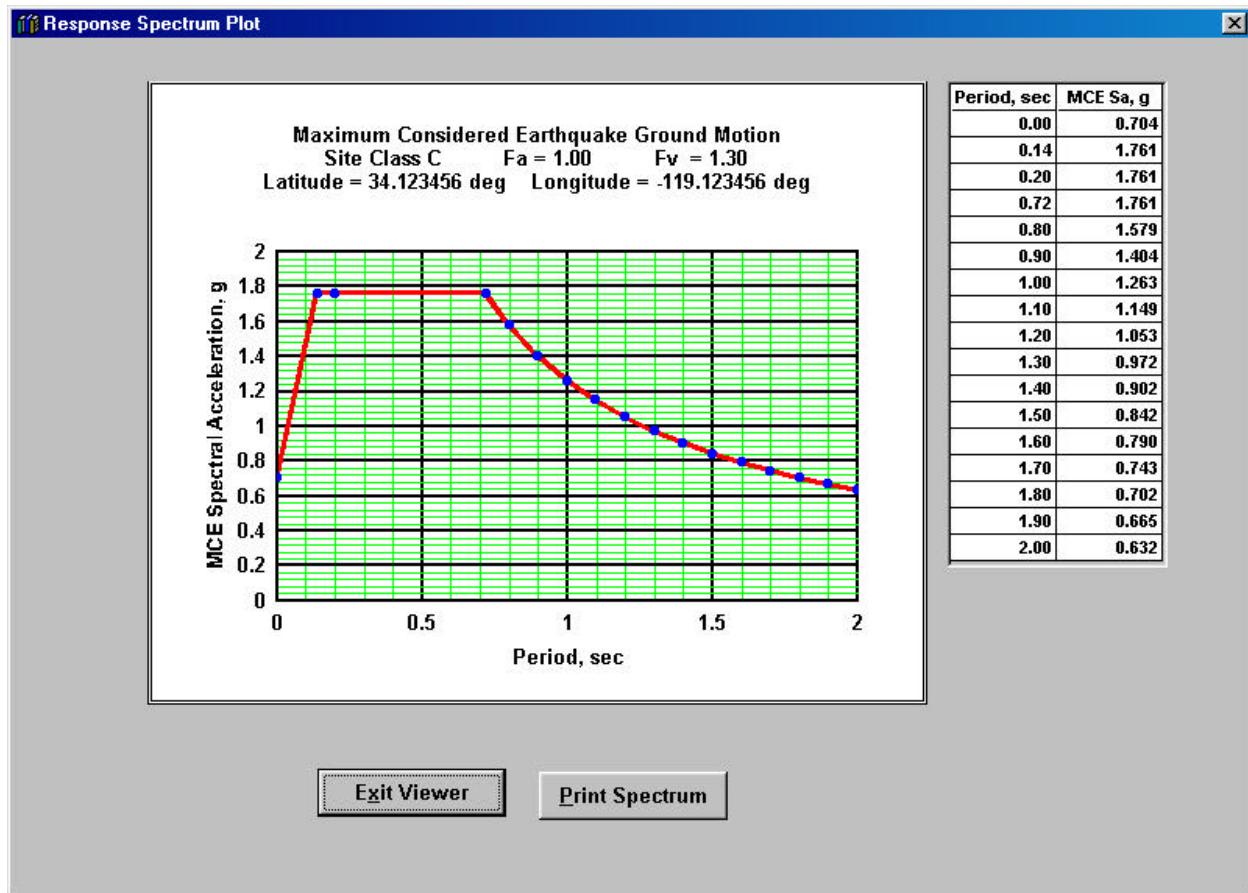 Response Spectrum Plot
Maximum Considered Earthquake Ground Motion
Site Class C Fa = 1.00 Fv = 1.30
Latitude = 34.123456 deg Longitude = -119.123456 deg
MCE Spectral Acceleration, g
2
1.8
1.6
1.4
1.2
1
0.8
0.6
0.4
0.2
0
0 0.5 1 1.5 2
Period, sec
Period, sec MCE Sa, g
0.00 0.704
0.14 1.761
0.20 1.761
0.72 1.761
0.80 1.579
0.90 1.404
1.00 1.263
1.10 1.149
1.20 1.053
1.30 0.972
1.40 0.902
1.50 0.842
1.60 0.790
1.70 0.743
1.80 0.702
1.90 0.665
2.00 0.632
Exit Viewer
Print Spectrum